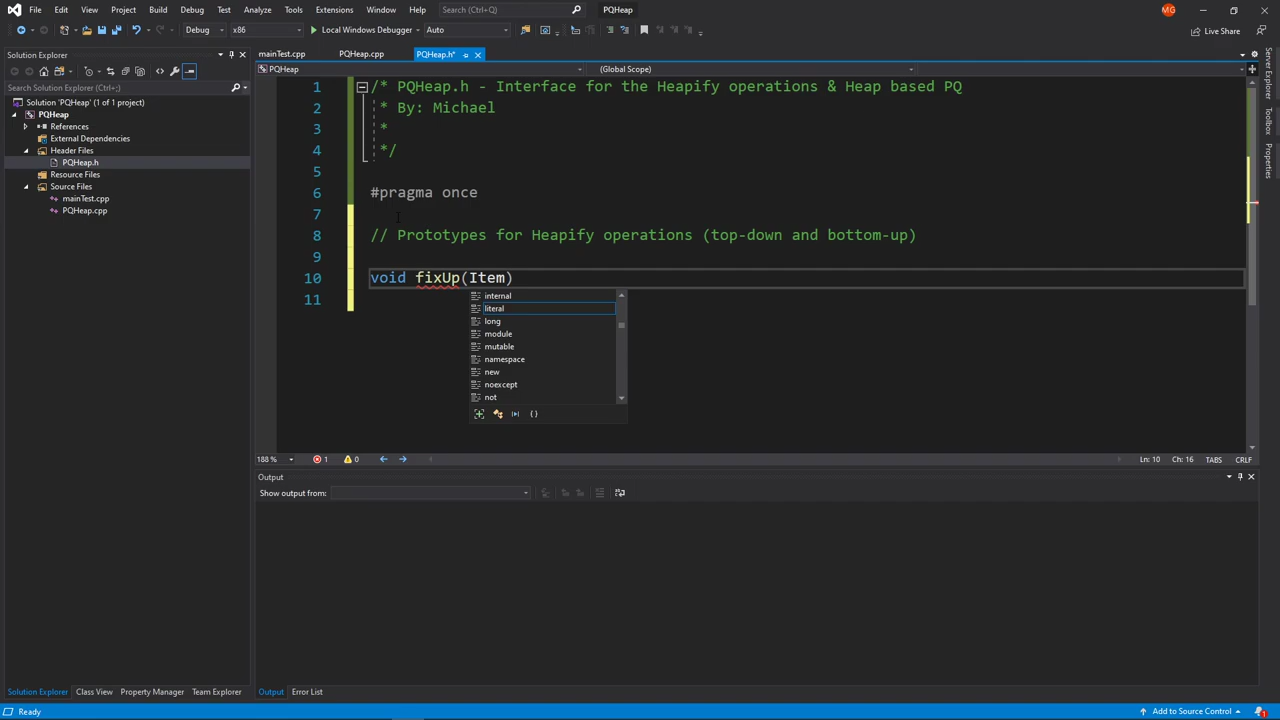 File Edit View Project Build Debug Test Analyze Tools Extensions Window Help Search (Ctrl+Q) PQHeap MG
Debug x86 Local Windows Debugger Auto Live Share
Solution Explorer
mainTest.cpp PQHeap.cpp PQHeap.h*
PQHeap (Global Scope)
Search Solution Explorer (Ctrl+;)
Solution 'PQHeap' (1 of 1 project)
PQHeap
References
External Dependencies
Header Files
PQHeap.h
Resource Files
Source Files
mainTest.cpp
PQHeap.cpp
1 /* PQHeap.h - Interface for the Heapify operations & Heap based PQ
2 * By: Michael
3 *
4 */
5
6 #pragma once
7
8 // Prototypes for Heapify operations (top-down and bottom-up)
9
10 void fixUp(Item)
11
internal
literal
long
module
mutable
namespace
new
noexcept
not
Server Explorer
Toolbox
Properties
188 % 1 0 Ln: 10 Ch: 16 TABS CRLF
Output
Show output from:
Solution Explorer Class View Property Manager Team Explorer
Output Error List
Ready Add to Source Control 1